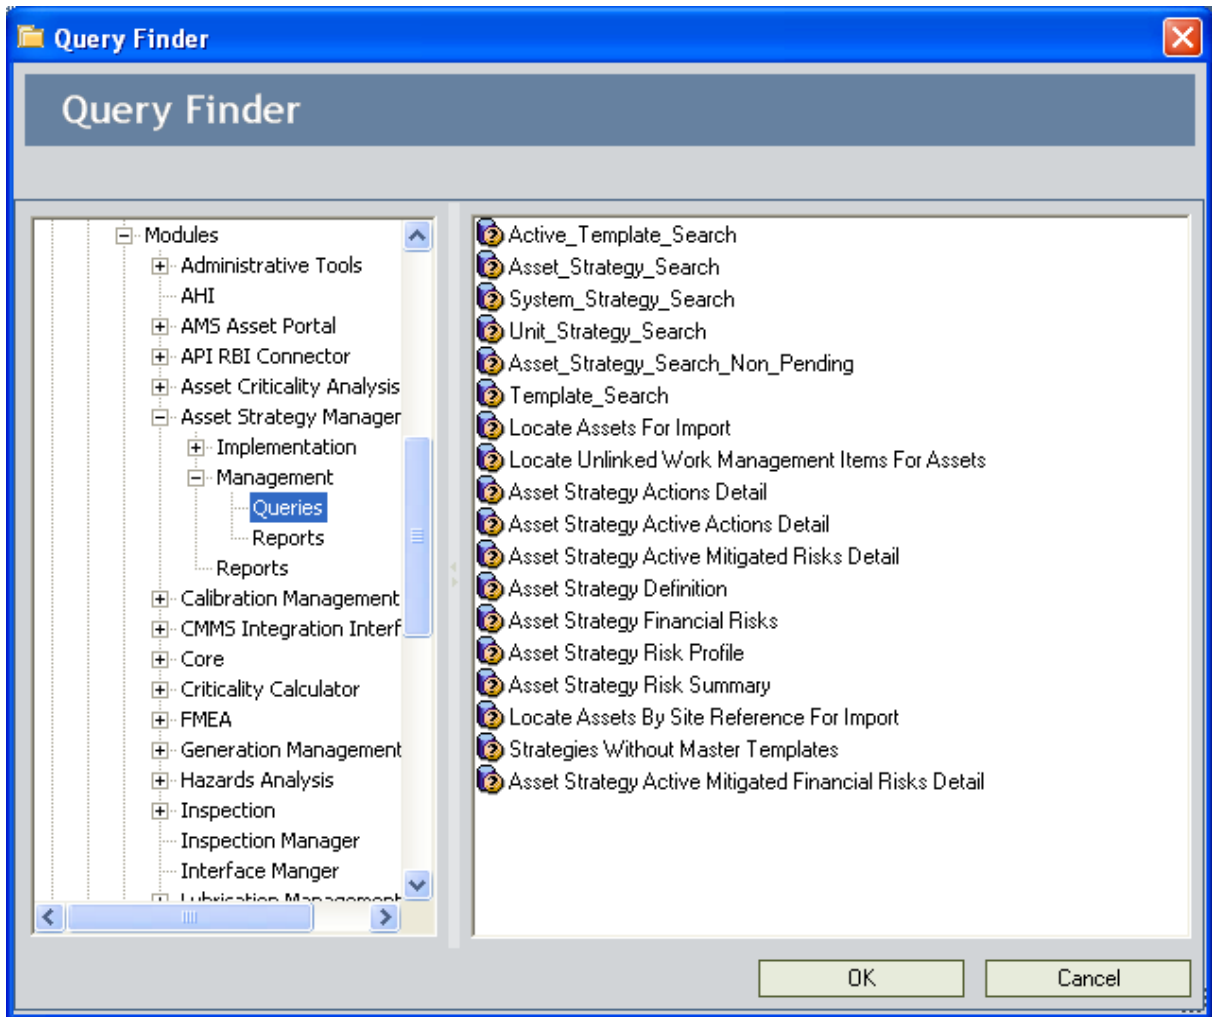 Query Finder
Query Finder
Modules
Administrative Tools
AHI
AMS Asset Portal
API RBI Connector
Asset Criticality Analysis
Asset Strategy Manager
Implementation
Management
Queries
Reports
Reports
Calibration Management
CMMS Integration Interf
Core
Criticality Calculator
FMEA
Generation Management
Hazards Analysis
Inspection
Inspection Manager
Interface Manger
Lubrication Management
Active_Template_Search
Asset_Strategy_Search
System_Strategy_Search
Unit_Strategy_Search
Asset_Strategy_Search_Non_Pending
Template_Search
Locate Assets For Import
Locate Unlinked Work Management Items For Assets
Asset Strategy Actions Detail
Asset Strategy Active Actions Detail
Asset Strategy Active Mitigated Risks Detail
Asset Strategy Definition
Asset Strategy Financial Risks
Asset Strategy Risk Profile
Asset Strategy Risk Summary
Locate Assets By Site Reference For Import
Strategies Without Master Templates
Asset Strategy Active Mitigated Financial Risks Detail
OK
Cancel